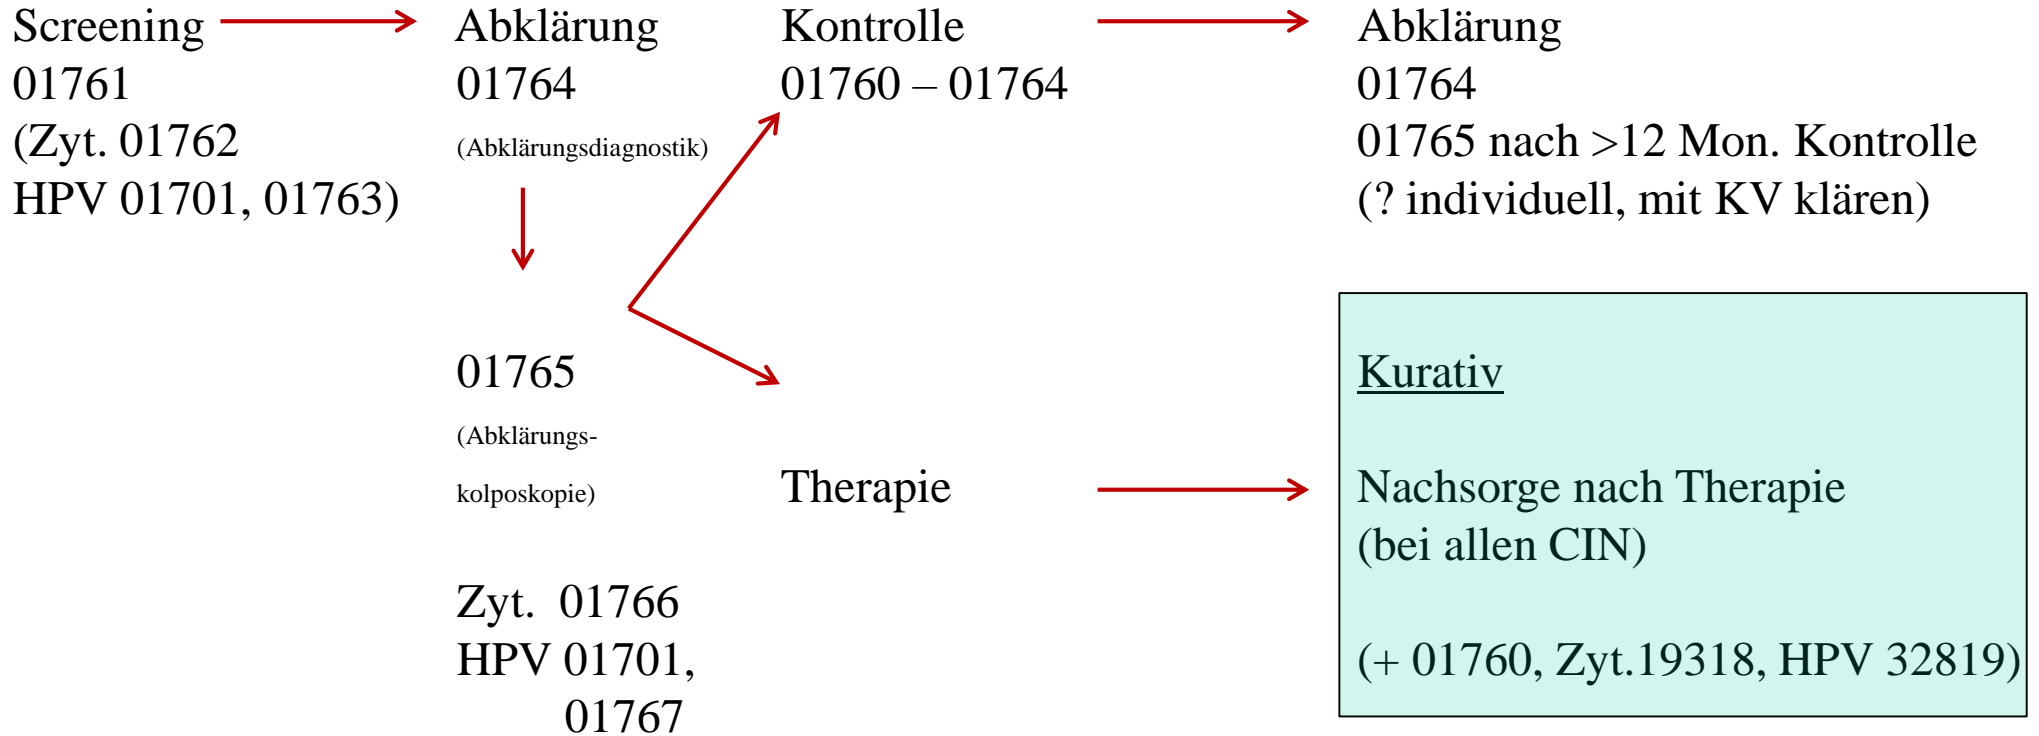 Screening
01761
(Zyt. 01762
HPV 01701, 01763)
Abklärung
01764
(Abklärungsdiagnostik)
01765
(Abklärungs-
kolposkopie)
Zyt. 01766
HPV 01701,
01767
Kontrolle
01760 – 01764
Therapie
Abklärung
01764
01765 nach >12 Mon. Kontrolle
(? individuell, mit KV klären)
Kurativ
Nachsorge nach Therapie
(bei allen CIN)
(+ 01760, Zyt.19318, HPV 32819)